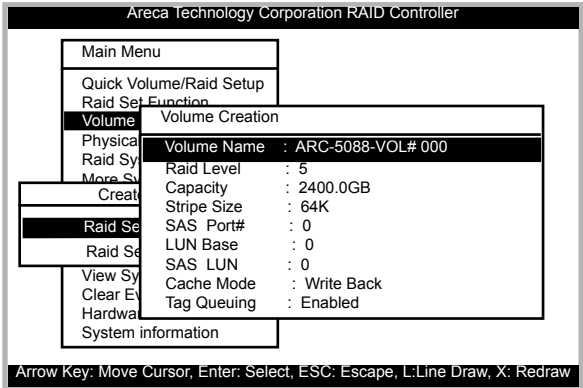 Areca Technology Corporation RAID Controller
Main Menu
Quick Volume/Raid Setup
Raid Set Function
Volume
Physica
Raid Sy
More Sy
Creat
Raid Se
Raid Se
View Sy
Clear Ev
Hardwa
System information
Volume Creation
Volume Name : ARC-5088-VOL# 000
Raid Level : 5
Capacity : 2400.0GB
Stripe Size : 64K
SAS Port# : 0
LUN Base : 0
SAS LUN : 0
Cache Mode : Write Back
Tag Queuing : Enabled
Arrow Key: Move Cursor, Enter: Select, ESC: Escape, L:Line Draw, X: Redraw